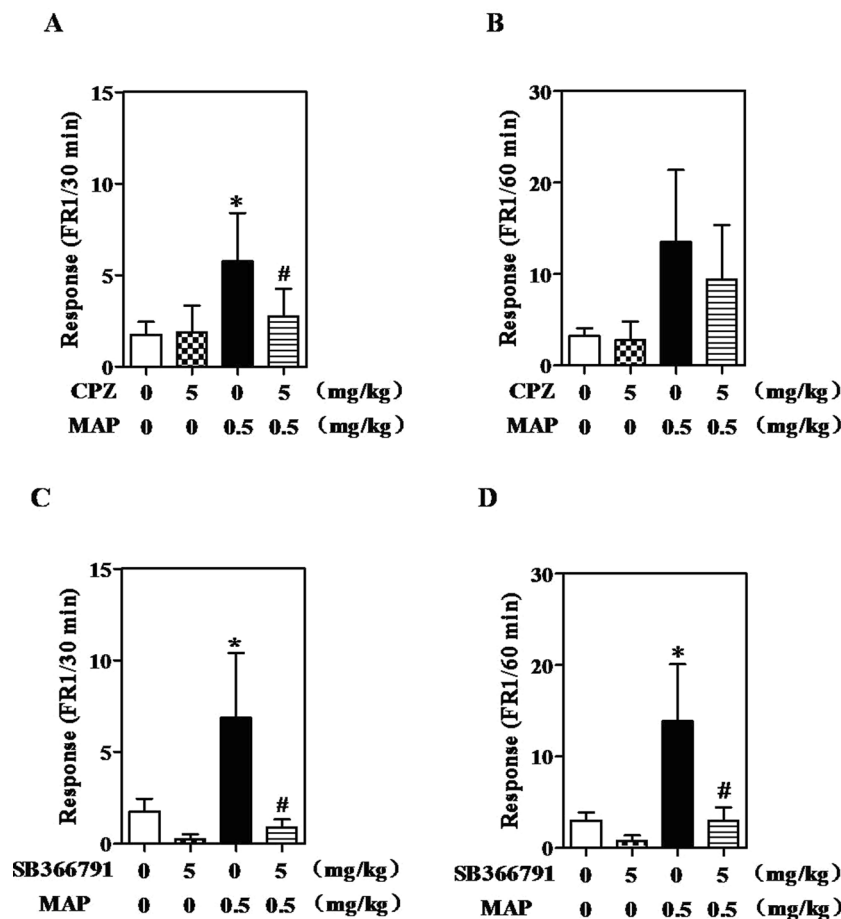 A
Response (FR1/30 min)
15
10
5
0
*
#
CPZ 0 5 0 5 (mg/kg)
MAP 0 0 0.5 0.5 (mg/kg)
B
Response (FR1/60 min)
30
20
10
0
CPZ 0 5 0 5 (mg/kg)
MAP 0 0 0.5 0.5 (mg/kg)
C
Response (FR1/30 min)
15
10
5
0
*
#
SB366791 0 5 0 5 (mg/kg)
MAP 0 0 0.5 0.5 (mg/kg)
D
Response (FR1/60 min)
30
20
10
0
*
#
SB366791 0 5 0 5 (mg/kg)
MAP 0 0 0.5 0.5 (mg/kg)